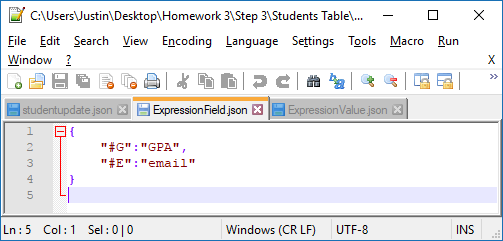 C:\Users\Justin\Desktop\Homework 3\Step 3\Students Table\...
File Edit Search View Encoding Language Settings Tools Macro Run
Window ? X
studentupdate.json ExpressionField.json ExpressionValue.json
1 {
2 "#G":"GPA",
3 "#E":"email"
4 }
5
Ln : 5 Col : 1 Sel : 0 | 0 Windows (CR LF) UTF-8 INS